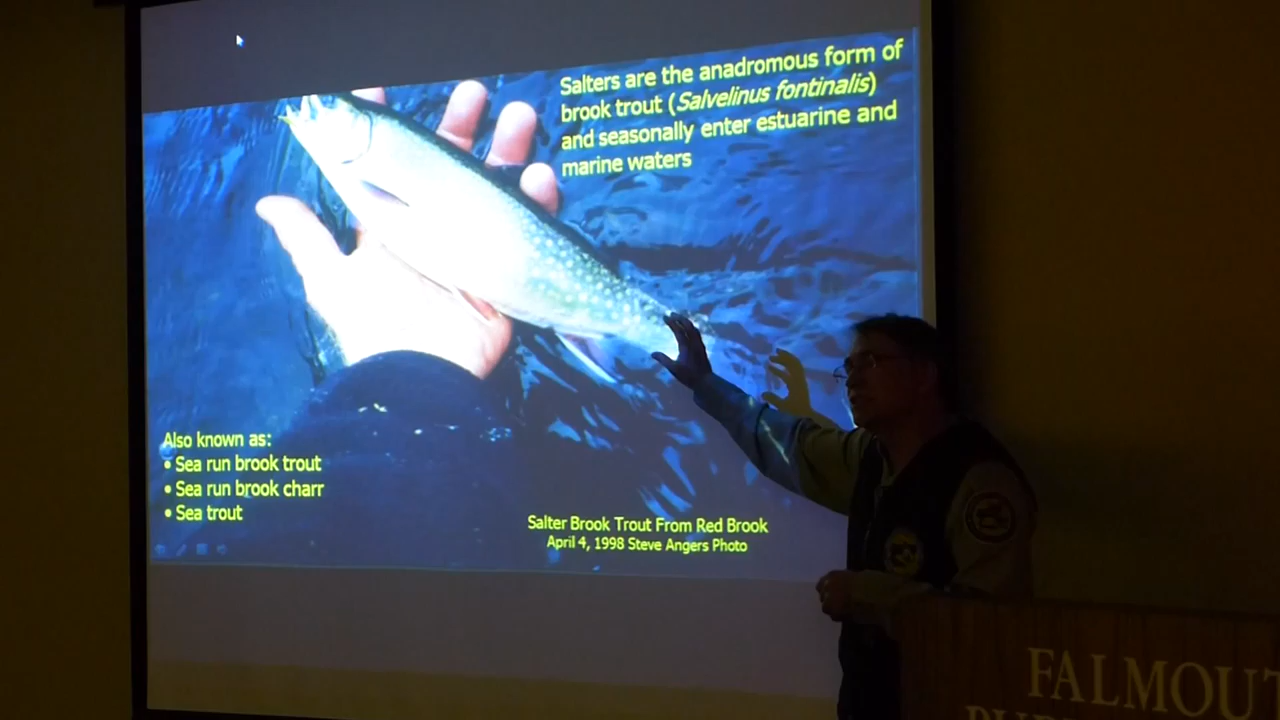 Salters are the anadromous form of
brook trout (Salvelinus fontinalis)
and seasonally enter estuarine and
marine waters
Also known as:
• Sea run brook trout
• Sea run brook charr
• Sea trout
Salter Brook Trout From Red Brook
April 4, 1998 Steve Angers Photo
FALMOUT